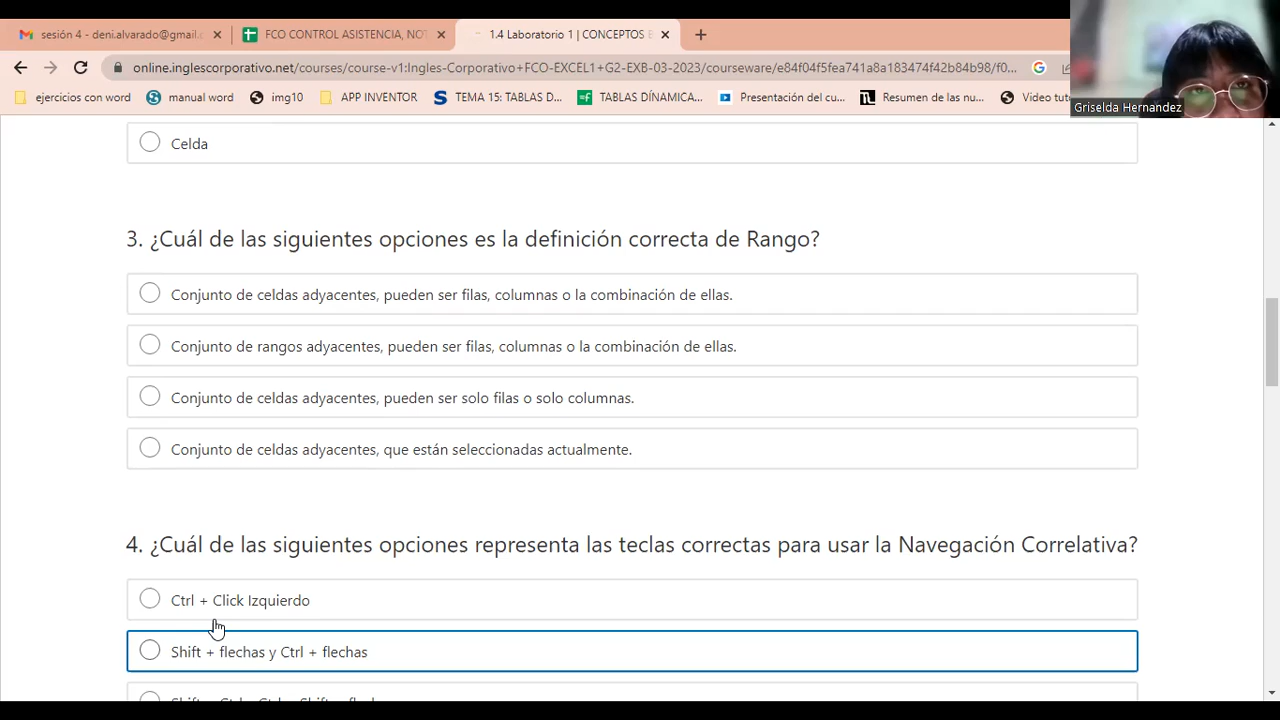 sesión 4 - deni.alvarado@gmail.c
FCO CONTROL ASISTENCIA, NOT
1.4 Laboratorio 1 | CONCEPTOS E
online.inglescorporativo.net/courses/course-v1:Ingles-Corporativo+FCO-EXCEL1+G2-EXB-03-2023/courseware/e84f04f5fea741a8a183474f42b84b98/f0...
ejercicios con word
manual word
img10
APP INVENTOR
TEMA 15: TABLAS D...
TABLAS DÍNAMICA...
Presentación del cu...
Resumen de las nu...
Video tuto
Griselda Hernandez
Celda
3. ¿Cuál de las siguientes opciones es la definición correcta de Rango?
Conjunto de celdas adyacentes, pueden ser filas, columnas o la combinación de ellas.
Conjunto de rangos adyacentes, pueden ser filas, columnas o la combinación de ellas.
Conjunto de celdas adyacentes, pueden ser solo filas o solo columnas.
Conjunto de celdas adyacentes, que están seleccionadas actualmente.
4. ¿Cuál de las siguientes opciones representa las teclas correctas para usar la Navegación Correlativa?
Ctrl + Click Izquierdo
Shift + flechas y Ctrl + flechas